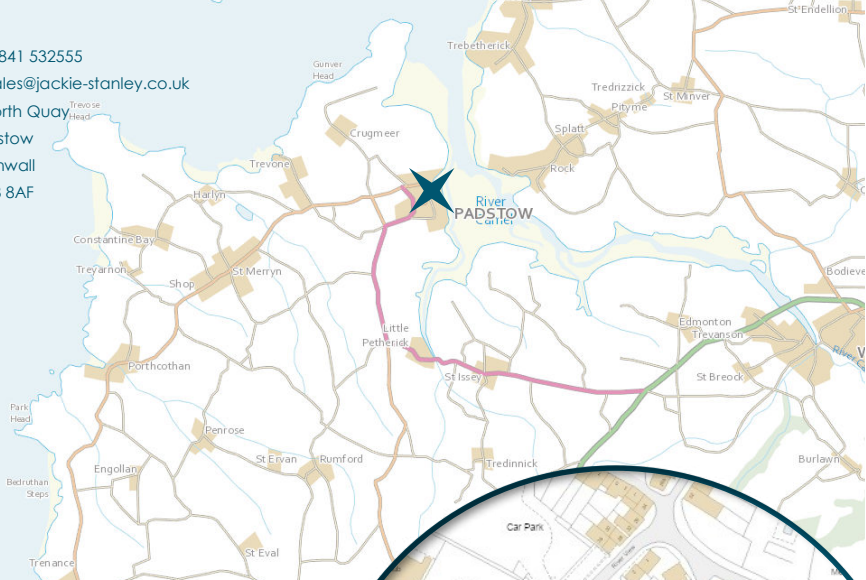 841 532555
ales@jackie-stanley.co.uk
orth Quay
stow
nwall
8AF
St Endellion
Trebetherick
Gunver
Head
Tredrizzick
St Minver
Pityme
Trevose
Head
Crugmeer
Splatt
Trevone
Rock
Harlyn
River
Camel
PADSTOW
Constantine Bay
Treyarnon
St Merryn
Shop
Bodieve
Little
Petherick
Edmonton
Trevanson
W
River C
Porthcothan
St Issey
St Breock
Park
Head
Penrose
St Ervan
Rumford
Tredinnick
Burlawn
Engollan
Bedruthan
Steps
Car Park
River View
St Eval
Trenance